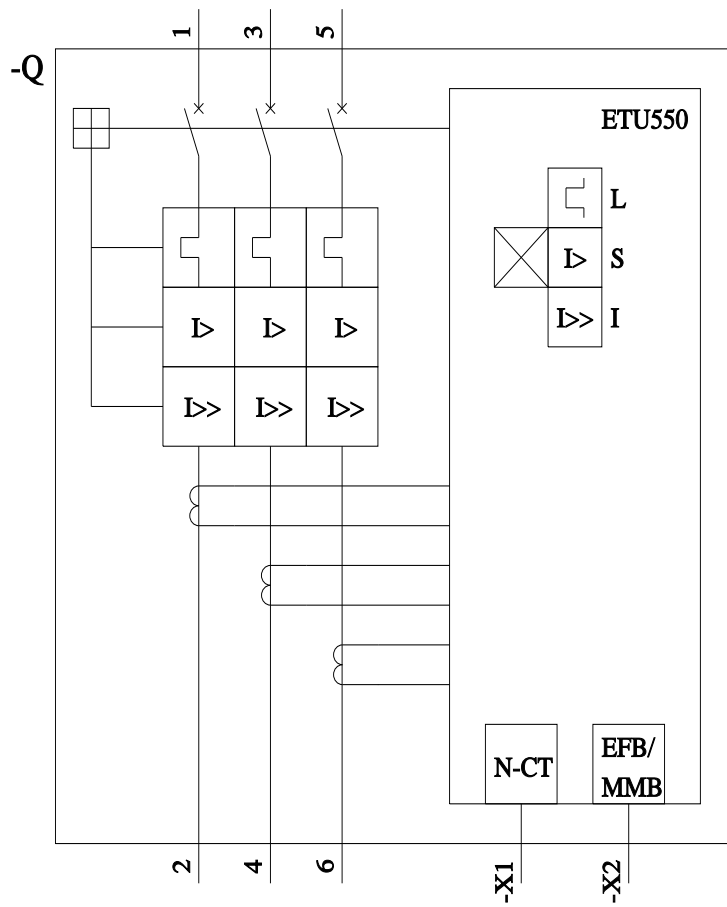 1 3 5
-Q
ETU550
L
I> S
I>> I
I> I> I>
I>> I>> I>>
N-CT
EFB/
MMB
2 4 6 -X1 -X2